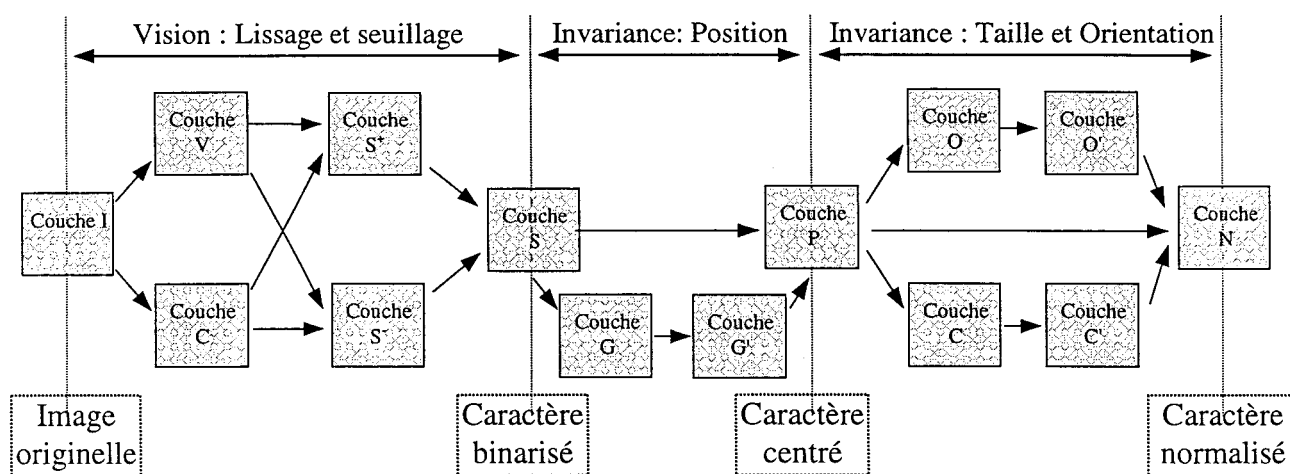 Vision : Lissage et seuillage
Invariance: Position
Invariance : Taille et Orientation
Couche
V
Couche
S⁺
Couche
O
Couche
O'
Couche I
Couche
S
Couche
P
Couche
N
Couche
C
Couche
S⁻
Couche
G
Couche
G'
Couche
C
Couche
C'
Image
originelle
Caractère
binarisé
Caractère
centré
Caractère
normalisé